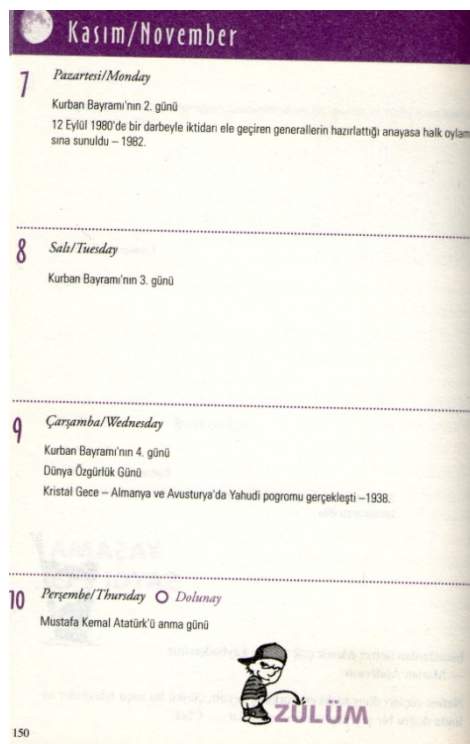 Kasım/November
7
Pazartesi/Monday
Kurban Bayramı'nın 2. günü
12 Eylül 1980'de bir darbeyle iktidarı ele geçiren generallerin hazırlattığı anayasa halk oylam
sına sunuldu – 1982.
8
Salı/Tuesday
Kurban Bayramı'nın 3. günü
9
Çarşamba/Wednesday
Kurban Bayramı'nın 4. günü
Dünya Özgürlük Günü
Kristal Gece – Almanya ve Avusturya'da Yahudi pogromu gerçekleşti –1938.
10
Perşembe/Thursday Dolunay
Mustafa Kemal Atatürk'ü anma günü
ZULÜM
150